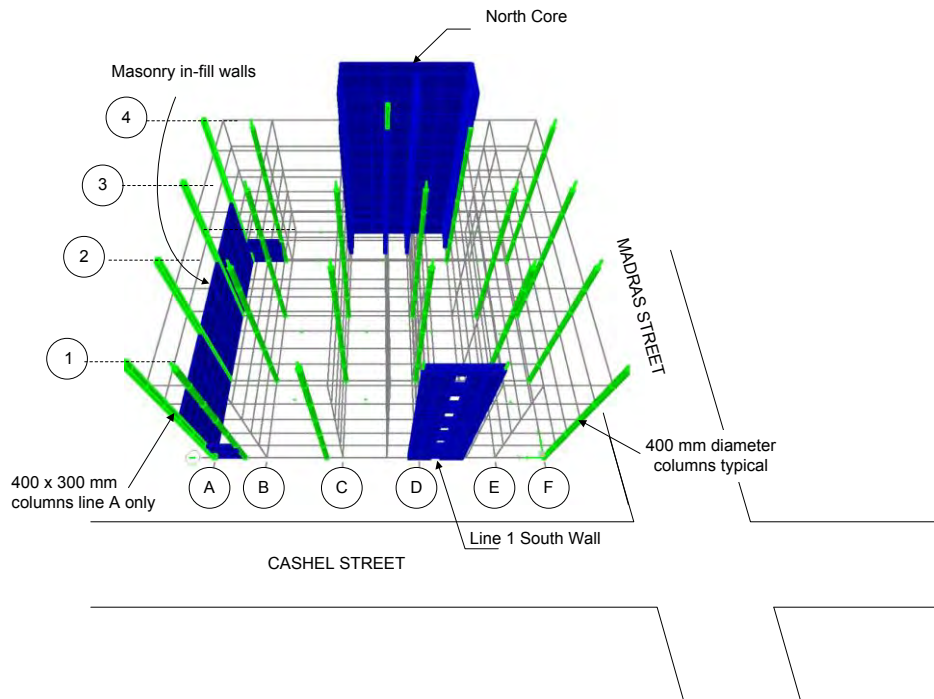 North Core
Masonry in-fill walls
4
3
2
1
MADRAS STREET
400 mm diameter
columns typical
400 x 300 mm
columns line A only
A B C D E F
Line 1 South Wall
CASHEL STREET